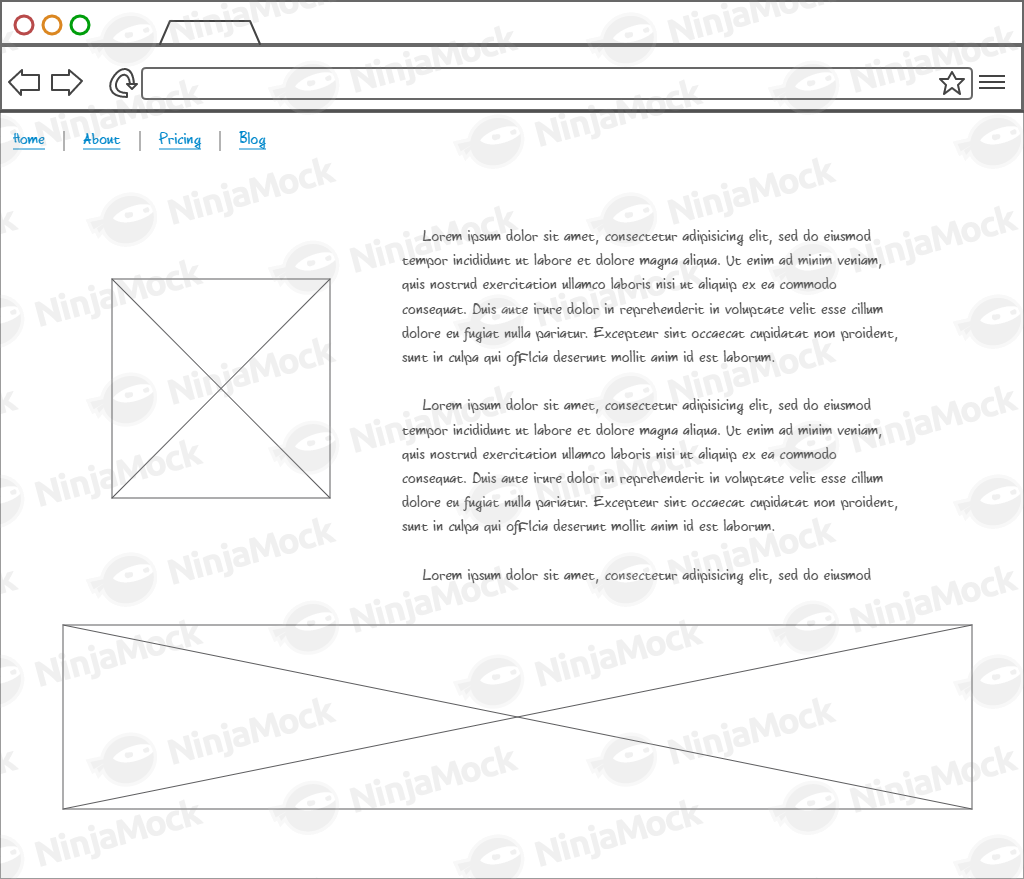 Home | About | Pricing | Blog
Lorem ipsum dolor sit amet, consectetur adipisicing elit, sed do eiusmod
tempor incididunt ut labore et dolore magna aliqua. Ut enim ad minim veniam,
quis nostrud exercitation ullamco laboris nisi ut aliquip ex ea commodo
consequat. Duis aute irure dolor in reprehenderit in voluptate velit esse cillum
dolore eu fugiat nulla pariatur. Excepteur sint occaecat cupidatat non proident,
sunt in culpa qui officia deserunt mollit anim id est laborum.
Lorem ipsum dolor sit amet, consectetur adipisicing elit, sed do eiusmod
tempor incididunt ut labore et dolore magna aliqua. Ut enim ad minim veniam,
quis nostrud exercitation ullamco laboris nisi ut aliquip ex ea commodo
consequat. Duis aute irure dolor in reprehenderit in voluptate velit esse cillum
dolore eu fugiat nulla pariatur. Excepteur sint occaecat cupidatat non proident,
sunt in culpa qui officia deserunt mollit anim id est laborum.
Lorem ipsum dolor sit amet, consectetur adipisicing elit, sed do eiusmod
NinjaMock